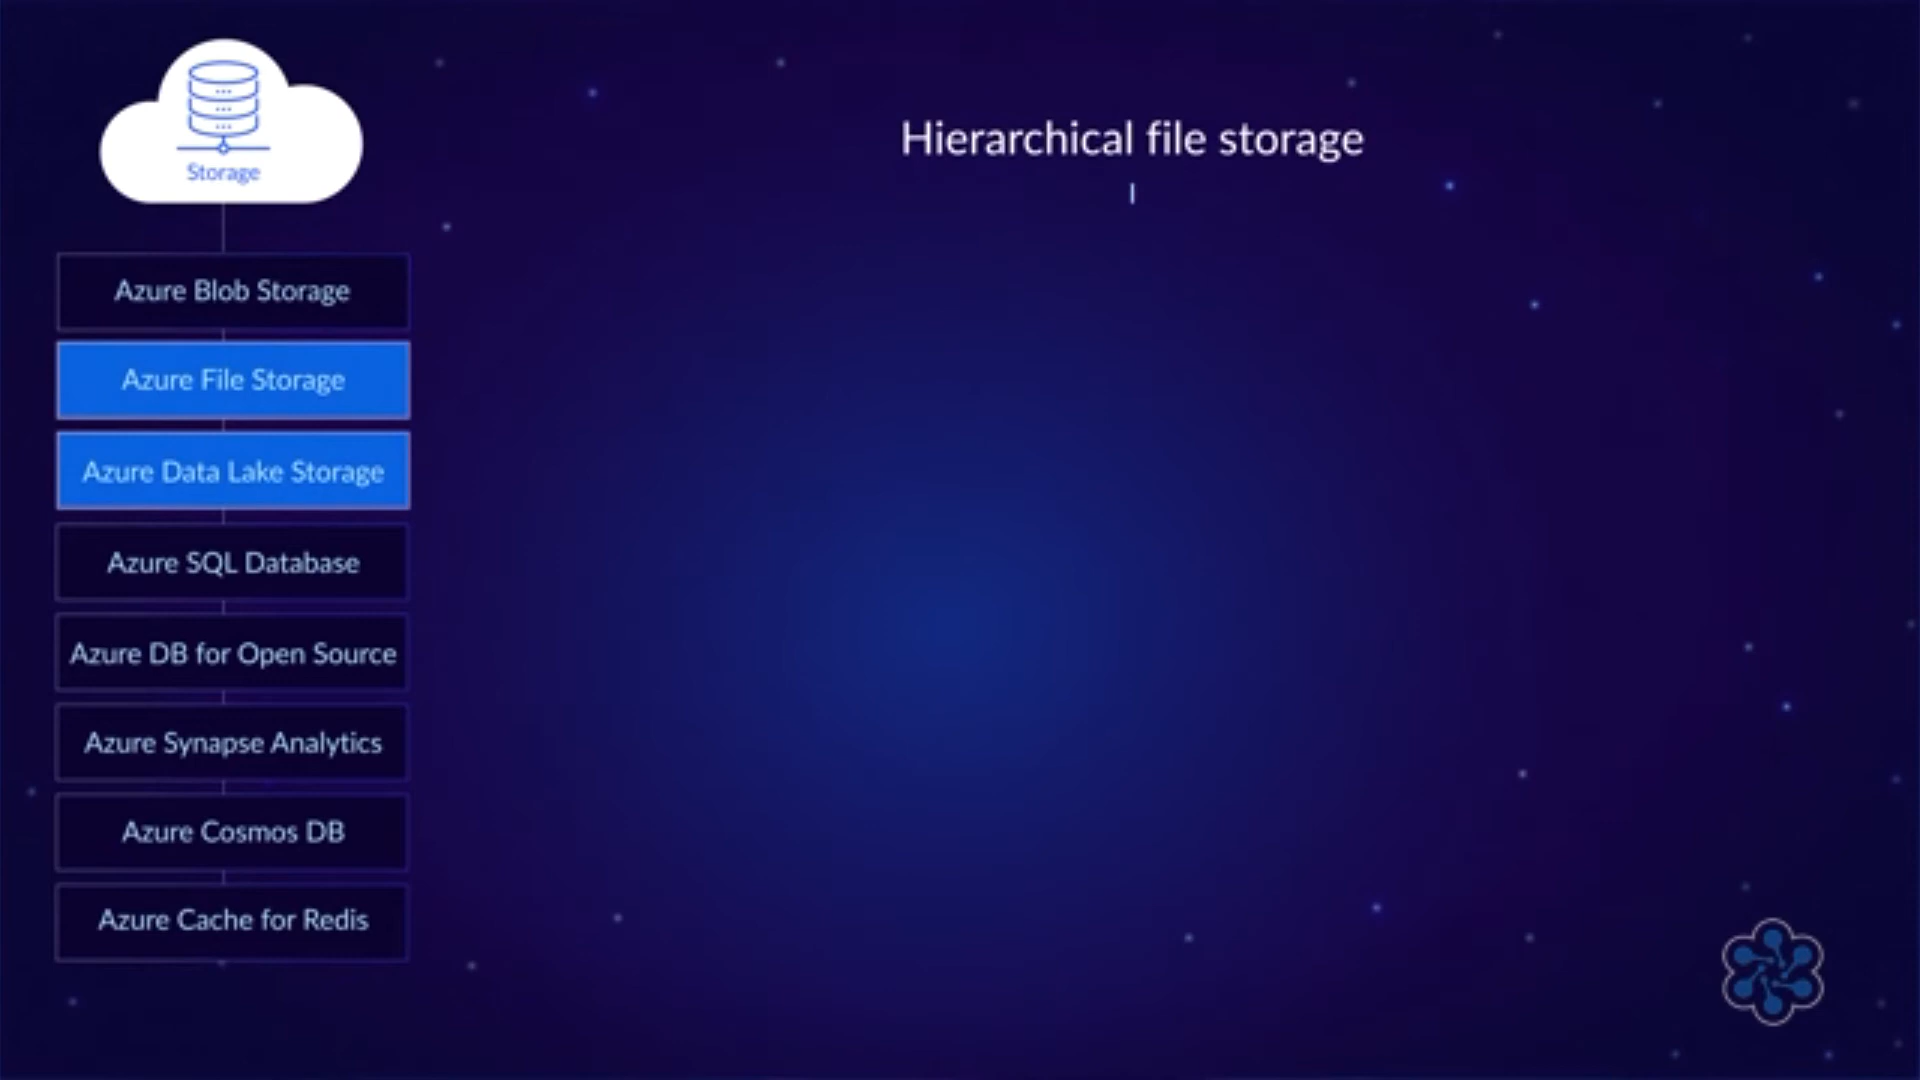 Storage
Hierarchical file storage
Azure Blob Storage
Azure File Storage
Azure Data Lake Storage
Azure SQL Database
Azure DB for Open Source
Azure Synapse Analytics
Azure Cosmos DB
Azure Cache for Redis